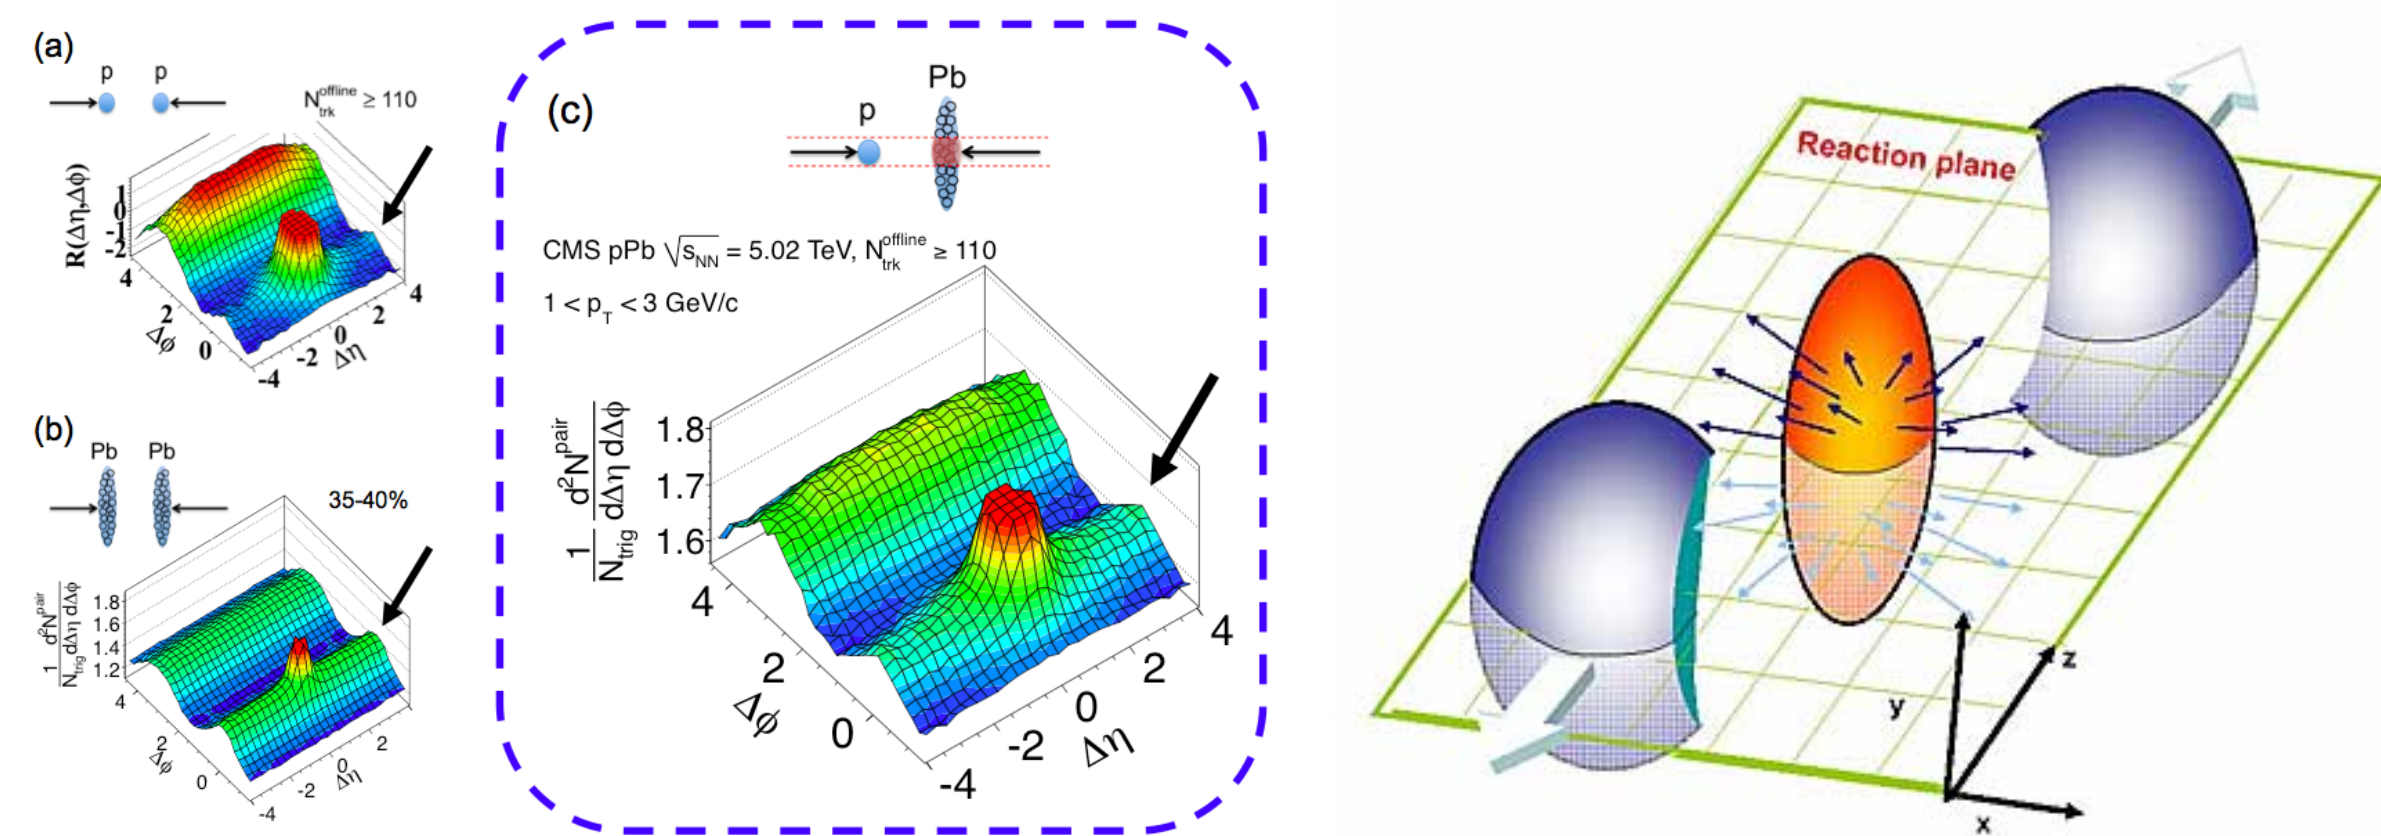 (a)
p p
N^offline_trk ≥ 110
R(Δη,Δϕ)
1
0
-1
-2
4
2
0
Δϕ
-4
-2
0
2
4
Δη
(b)
Pb Pb
35-40%
1/N_trig d²N^pair/dΔη dΔϕ
1.8
1.6
1.4
1.2
4
2
0
Δϕ
-4
-2
0
2
Δη
(c)
Pb
p
CMS pPb √s_NN = 5.02 TeV, N^offline_trk ≥ 110
1 < p_T < 3 GeV/c
1/N_trig d²N^pair/dΔη dΔϕ
1.8
1.7
1.6
4
2
0
Δϕ
-4
-2
0
2
4
Δη
Reaction plane
z
y
x